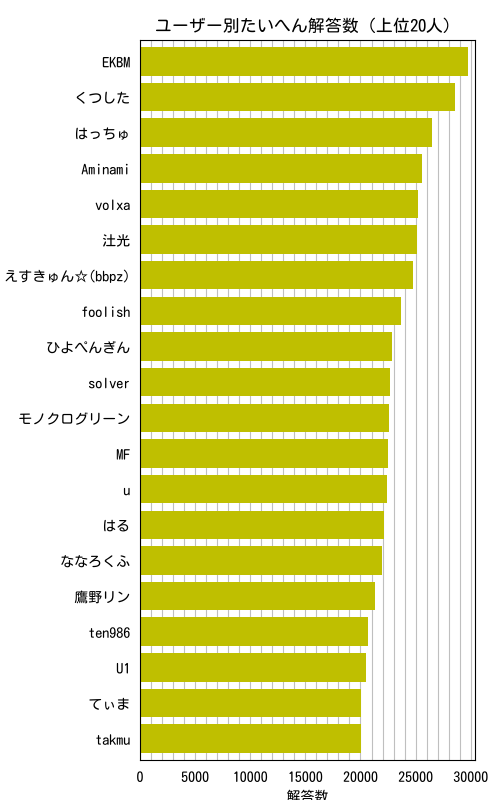 ユーザー別たいへん解答数 (上位20人)
EKBM
くつした
はっちゅ
Aminami
volxa
辻光
えすきゅん☆(bbpz)
foolish
ひよぺんぎん
solver
モノクログリーン
MF
u
はる
ななろくふ
鷹野リン
ten986
U1
てぃま
takmu
0 5000 10000 15000 20000 25000 30000
解答数